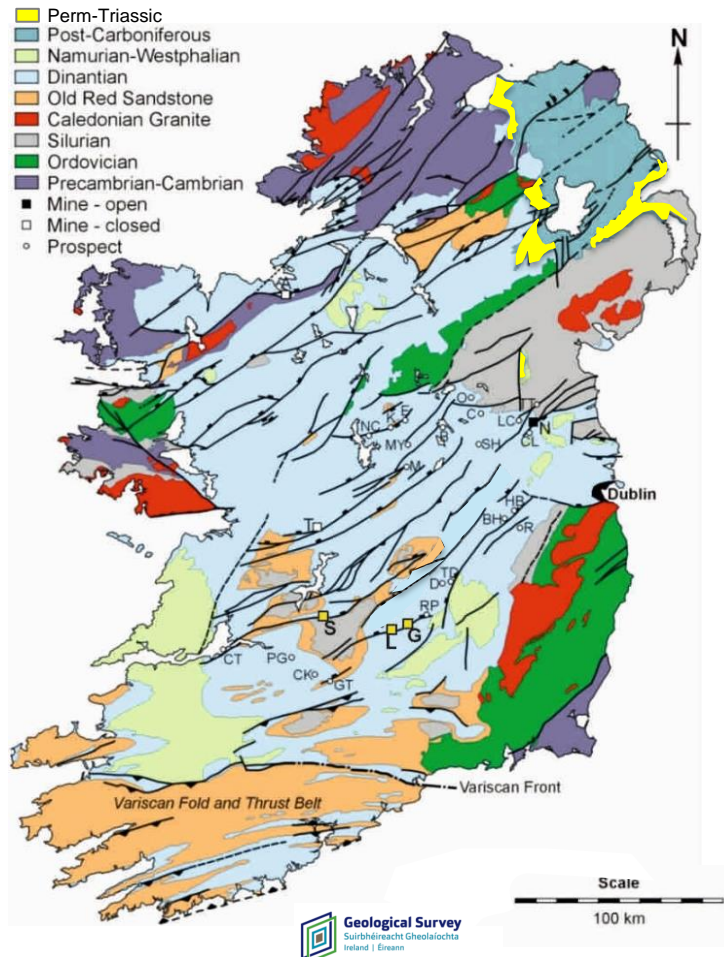 Perm-Triassic
Post-Carboniferous
Namurian-Westphalian
Dinantian
Old Red Sandstone
Caledonian Granite
Silurian
Ordovician
Precambrian-Cambrian
Mine - open
Mine - closed
Prospect
N
O
C
LC
T
N
CL
E
K
NC
MY
B
SH
M
HB
BH
R
Dublin
T
TD
D
RP
S
L
G
CT
PG
CK
GT
Variscan Front
Variscan Fold and Thrust Belt
Scale
100 km
Geological Survey
Suirbhéireacht Gheolaíochta
Ireland | Éireann